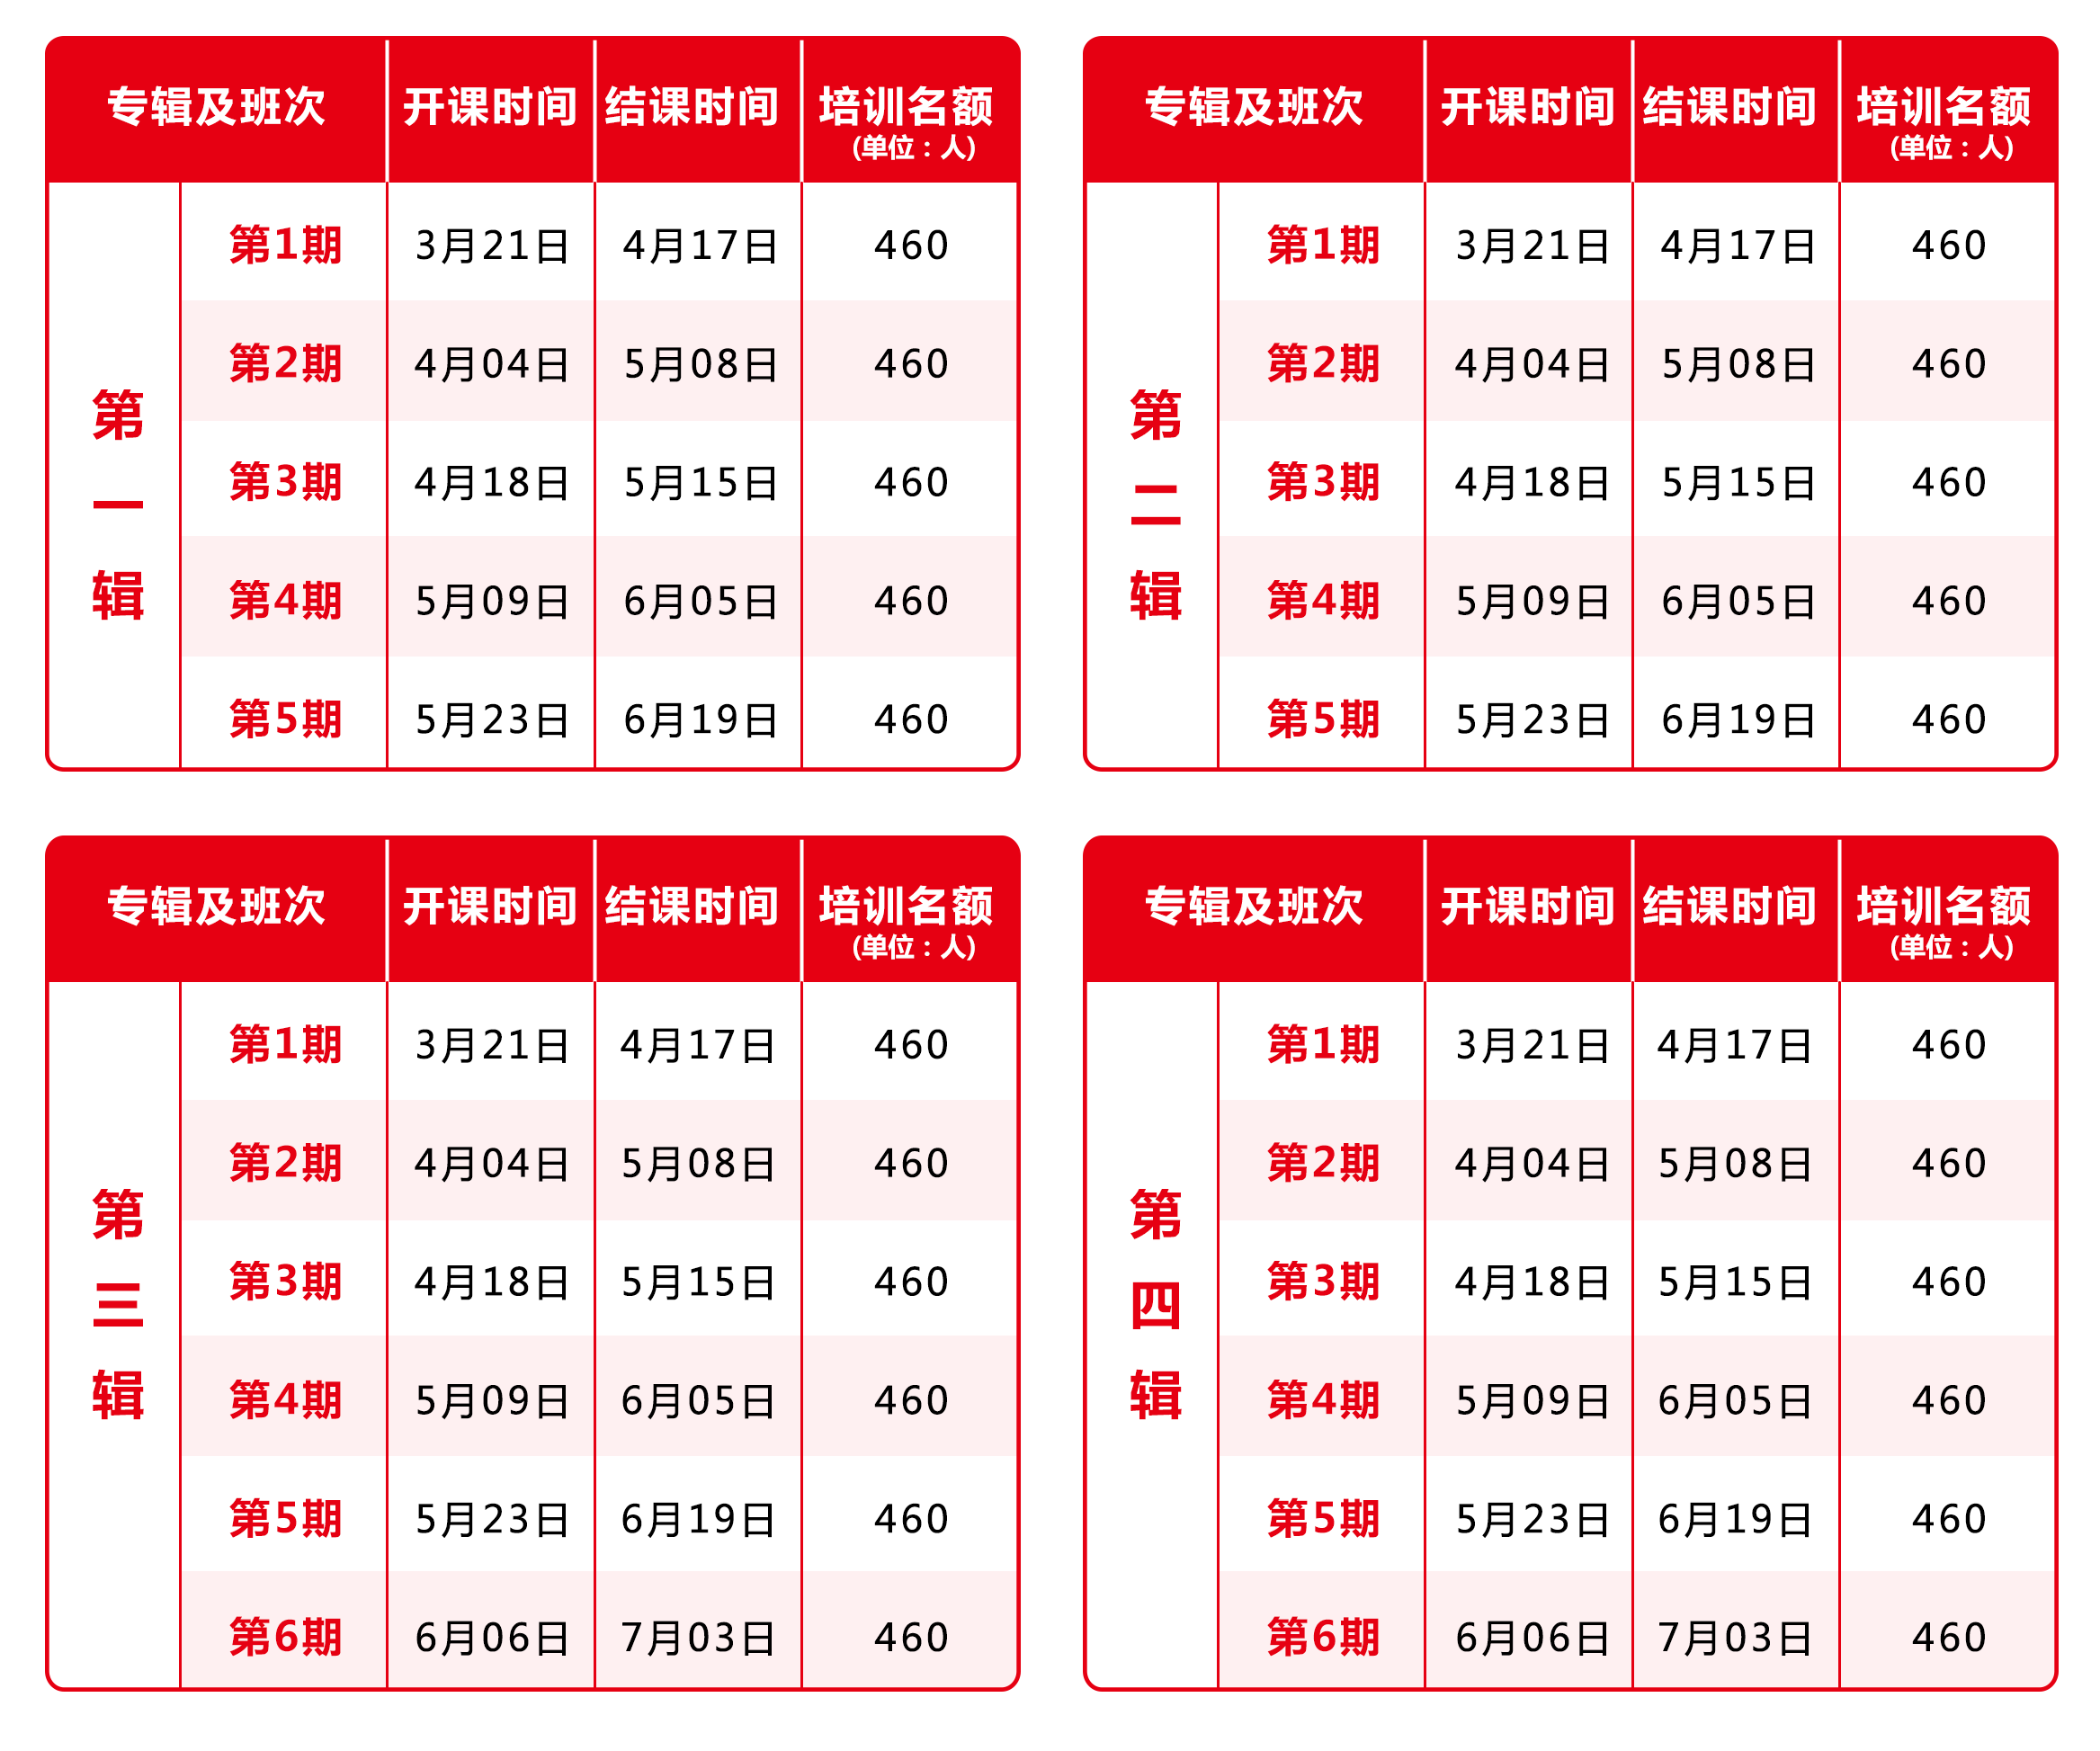 专辑及班次 开课时间 结课时间 培训名额
(单位：人)
第一辑
第1期 3月21日 4月17日 460
第2期 4月04日 5月08日 460
第3期 4月18日 5月15日 460
第4期 5月09日 6月05日 460
第5期 5月23日 6月19日 460
专辑及班次 开课时间 结课时间 培训名额
(单位：人)
第二辑
第1期 3月21日 4月17日 460
第2期 4月04日 5月08日 460
第3期 4月18日 5月15日 460
第4期 5月09日 6月05日 460
第5期 5月23日 6月19日 460
专辑及班次 开课时间 结课时间 培训名额
(单位：人)
第三辑
第1期 3月21日 4月17日 460
第2期 4月04日 5月08日 460
第3期 4月18日 5月15日 460
第4期 5月09日 6月05日 460
第5期 5月23日 6月19日 460
第6期 6月06日 7月03日 460
专辑及班次 开课时间 结课时间 培训名额
(单位：人)
第四辑
第1期 3月21日 4月17日 460
第2期 4月04日 5月08日 460
第3期 4月18日 5月15日 460
第4期 5月09日 6月05日 460
第5期 5月23日 6月19日 460
第6期 6月06日 7月03日 460